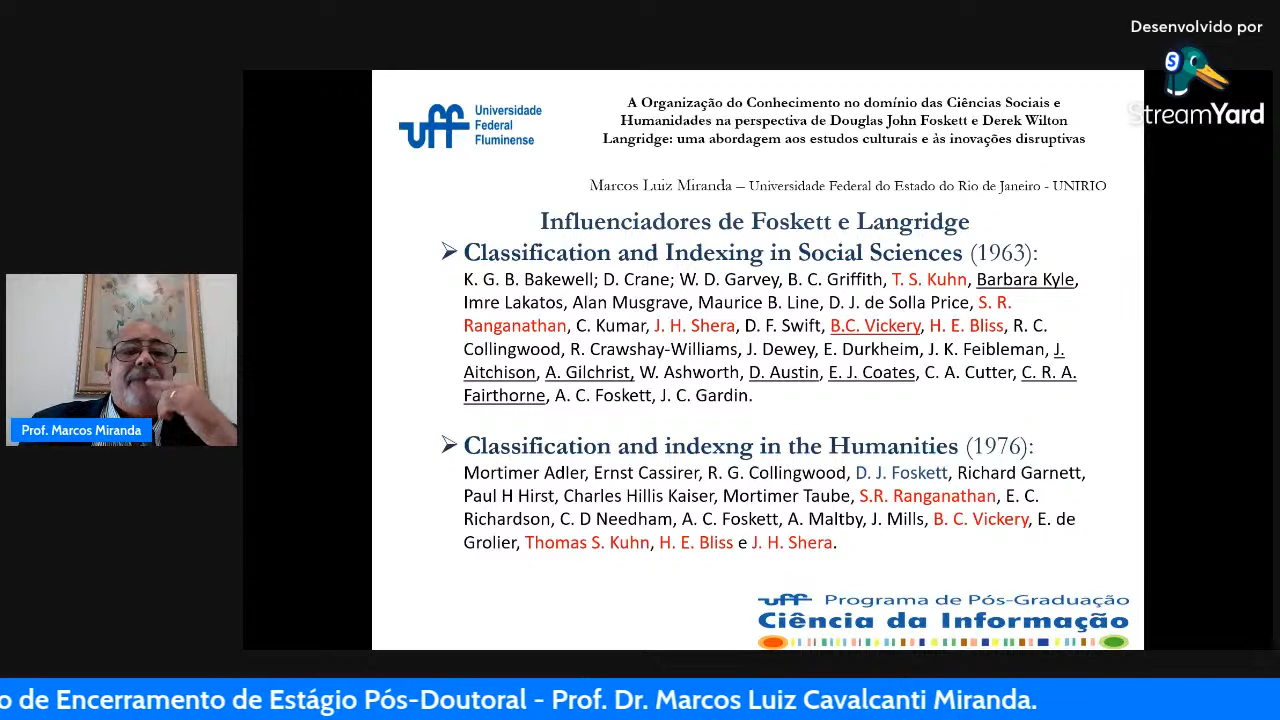 Desenvolvido por
StreamYard
uff Universidade
Federal
Fluminense
A Organização do Conhecimento no domínio das Ciências Sociais e
Humanidades na perspectiva de Douglas John Foskett e Derek Wilton
Langridge: uma abordagem aos estudos culturais e às inovações disruptivas
Marcos Luiz Miranda – Universidade Federal do Estado do Rio de Janeiro - UNIRIO
Influenciadores de Foskett e Langridge
➢ Classification and Indexing in Social Sciences (1963):
K. G. B. Bakewell; D. Crane; W. D. Garvey, B. C. Griffith, T. S. Kuhn, Barbara Kyle,
Imre Lakatos, Alan Musgrave, Maurice B. Line, D. J. de Solla Price, S. R.
Ranganathan, C. Kumar, J. H. Shera, D. F. Swift, B.C. Vickery, H. E. Bliss, R. C.
Collingwood, R. Crawshay-Williams, J. Dewey, E. Durkheim, J. K. Feibleman, J.
Aitchison, A. Gilchrist, W. Ashworth, D. Austin, E. J. Coates, C. A. Cutter, C. R. A.
Fairthorne, A. C. Foskett, J. C. Gardin.
➢ Classification and indexng in the Humanities (1976):
Mortimer Adler, Ernst Cassirer, R. G. Collingwood, D. J. Foskett, Richard Garnett,
Paul H Hirst, Charles Hillis Kaiser, Mortimer Taube, S.R. Ranganathan, E. C.
Richardson, C. D Needham, A. C. Foskett, A. Maltby, J. Mills, B. C. Vickery, E. de
Grolier, Thomas S. Kuhn, H. E. Bliss e J. H. Shera.
Prof. Marcos Miranda
uff Programa de Pós-Graduação
Ciência da Informação
o de Encerramento de Estágio Pós-Doutoral - Prof. Dr. Marcos Luiz Cavalcanti Miranda.